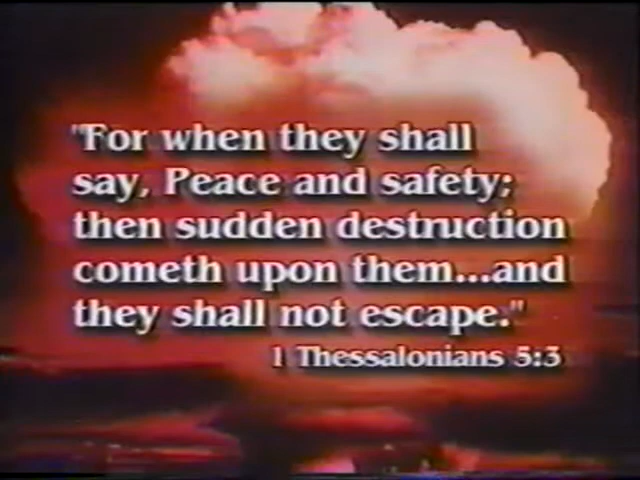 "For when they shall
say, Peace and safety;
then sudden destruction
cometh upon them...and
they shall not escape."
1 Thessalonians 5:3